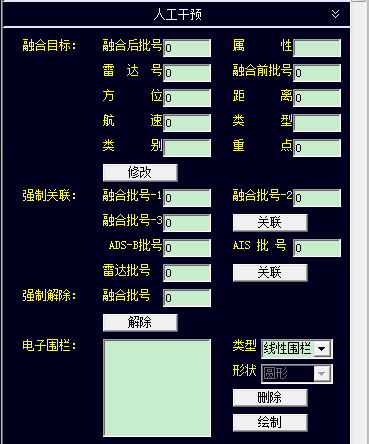 人工干预
融合目标: 融合后批号 0 属 性
雷 达 号 0 融合前批号 0
方 位 0 距 离 0
航 速 0 类 型 0
类 别 重 点 0
修改
强制关联: 融合批号-1 0 融合批号-2 0
融合批号-3 0 关联
ADS-B批号 0 AIS 批 号 0
雷达批号 0 关联
强制解除: 融合批号 0
解除
电子围栏: 类型 线性围栏
形状 圆形
删除
绘制